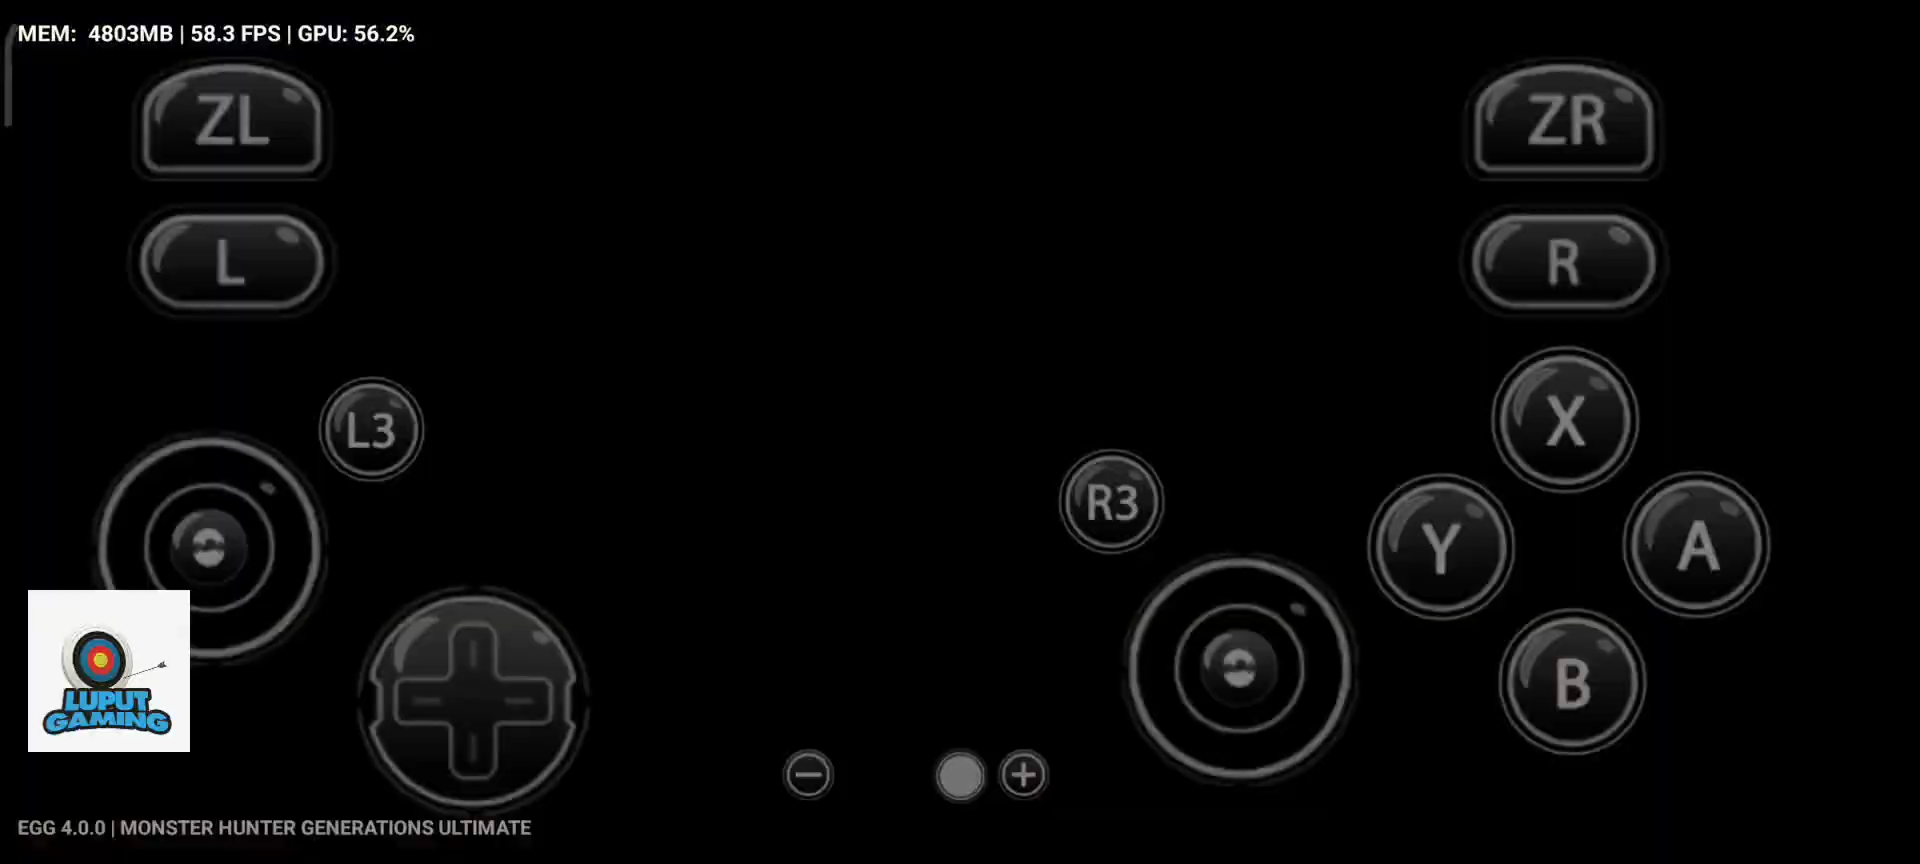 MEM: 4803MB | 58.3 FPS | GPU: 56.2%
ZL
ZR
L
R
L3
X
R3
Y
A
LUPUT
GAMING
B
EGG 4.0.0 | MONSTER HUNTER GENERATIONS ULTIMATE